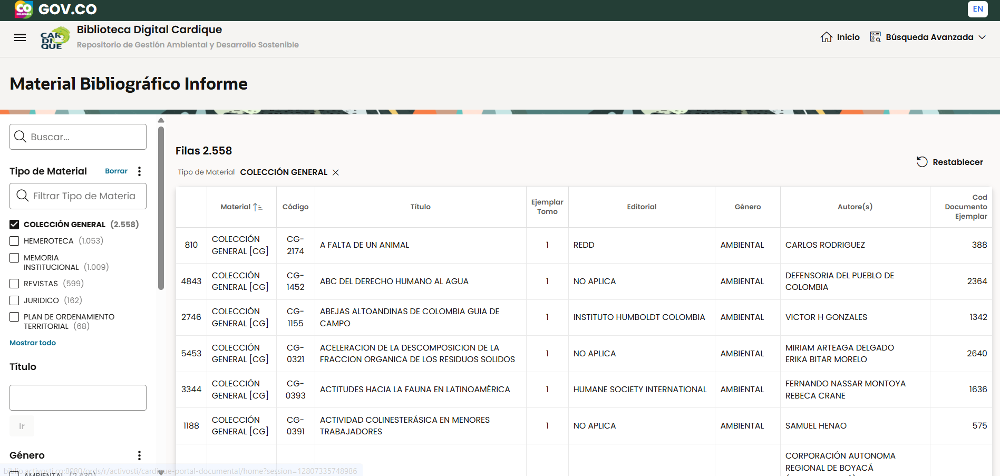 CO
COLOMBIA
GOV.CO
EN
CAR
DI
QUE
Biblioteca Digital Cardique
Repositorio de Gestión Ambiental y Desarrollo Sostenible
Inicio
Búsqueda Avanzada
Material Bibliográfico Informe
Buscar...
Tipo de Material
Borrar
Filtrar Tipo de Materia
COLECCIÓN GENERAL (2.558)
HEMEROTECA (1.053)
MEMORIA
INSTITUCIONAL (1.009)
REVISTAS (599)
JURIDICO (162)
PLAN DE ORDENAMIENTO
TERRITORIAL (68)
Mostrar todo
Título
Ir
Género
AMBIENTAL (2.430)
biblio.activosti.co:8080/ords/r/activosti/cardique-portal-documental/home?session=12807335748986
Filas 2.558
Tipo de Material COLECCIÓN GENERAL
Restablecer
Material
Código
Título
Ejemplar
Tomo
Editorial
Género
Autore(s)
Cod
Documento
Ejemplar
810
COLECCIÓN
GENERAL [CG]
CG-
2174
A FALTA DE UN ANIMAL
1
REDD
AMBIENTAL
CARLOS RODRIGUEZ
388
4843
COLECCIÓN
GENERAL [CG]
CG-
1452
ABC DEL DERECHO HUMANO AL AGUA
1
NO APLICA
AMBIENTAL
DEFENSORIA DEL PUEBLO DE
COLOMBIA
2364
2746
COLECCIÓN
GENERAL [CG]
CG-
1155
ABEJAS ALTOANDINAS DE COLOMBIA GUIA DE
CAMPO
1
INSTITUTO HUMBOLDT COLOMBIA
AMBIENTAL
VICTOR H GONZALES
1342
5453
COLECCIÓN
GENERAL [CG]
CG-
0321
ACELERACION DE LA DESCOMPOSICION DE LA
FRACCION ORGANICA DE LOS RESIDUOS SOLIDOS
1
NO APLICA
AMBIENTAL
MIRIAM ARTEAGA DELGADO
ERIKA BITAR MORELO
2640
3344
COLECCIÓN
GENERAL [CG]
CG-
0393
ACTITUDES HACIA LA FAUNA EN LATINOAMÉRICA
1
HUMANE SOCIETY INTERNATIONAL
AMBIENTAL
FERNANDO NASSAR MONTOYA
REBECA CRANE
1636
1188
COLECCIÓN
GENERAL [CG]
CG-
0391
ACTIVIDAD COLINESTERÁSICA EN MENORES
TRABAJADORES
1
NO APLICA
AMBIENTAL
SAMUEL HENAO
575
CORPORACIÓN AUTONOMA
REGIONAL DE BOYACÁ